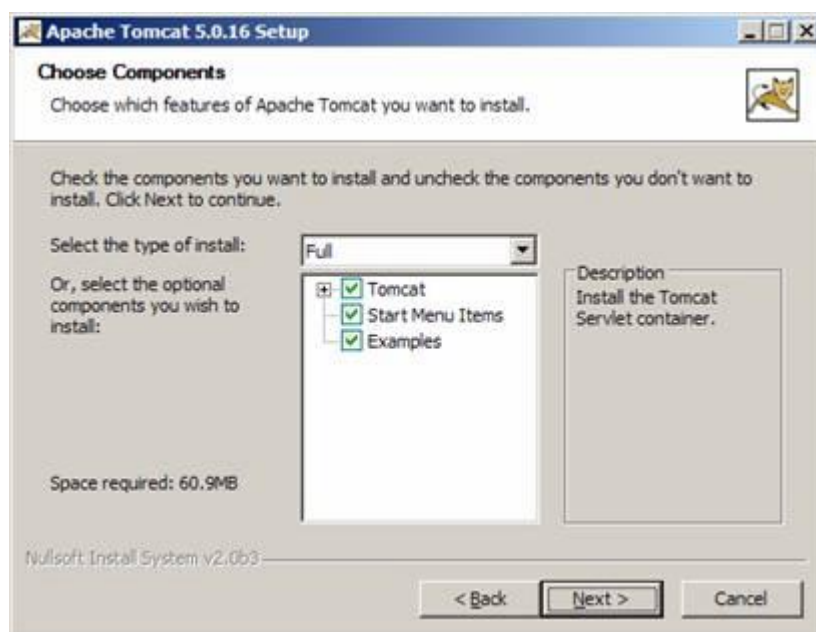 Apache Tomcat 5.0.16 Setup
Choose Components
Choose which features of Apache Tomcat you want to install.
Check the components you want to install and uncheck the components you don't want to
install. Click Next to continue.
Select the type of install:
Full
Or, select the optional
components you wish to
install:
Tomcat
Start Menu Items
Examples
Description
Install the Tomcat
Servlet container.
Space required: 60.9MB
Nullsoft Install System v2.0b3
< Back
Next >
Cancel